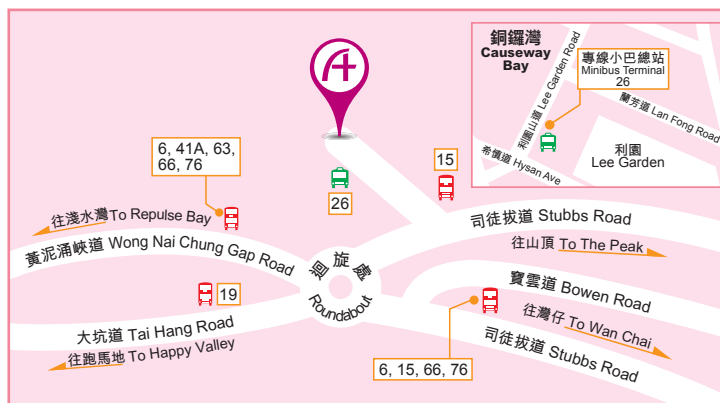 銅鑼灣
Causeway
Bay
專線小巴總站
Minibus Terminal
26
利園山道 Lee Garden Road
蘭芳道 Lan Fong Road
希慎道 Hysan Ave
利園
Lee Garden
6, 41A, 63,
66, 76
15
26
往淺水灣 To Repulse Bay
黃泥涌峽道 Wong Nai Chung Gap Road
司徒拔道 Stubbs Road
往山頂 To The Peak
迴旋處
Roundabout
寶雲道 Bowen Road
19
往灣仔 To Wan Chai
大坑道 Tai Hang Road
司徒拔道 Stubbs Road
往跑馬地 To Happy Valley
6, 15, 66, 76